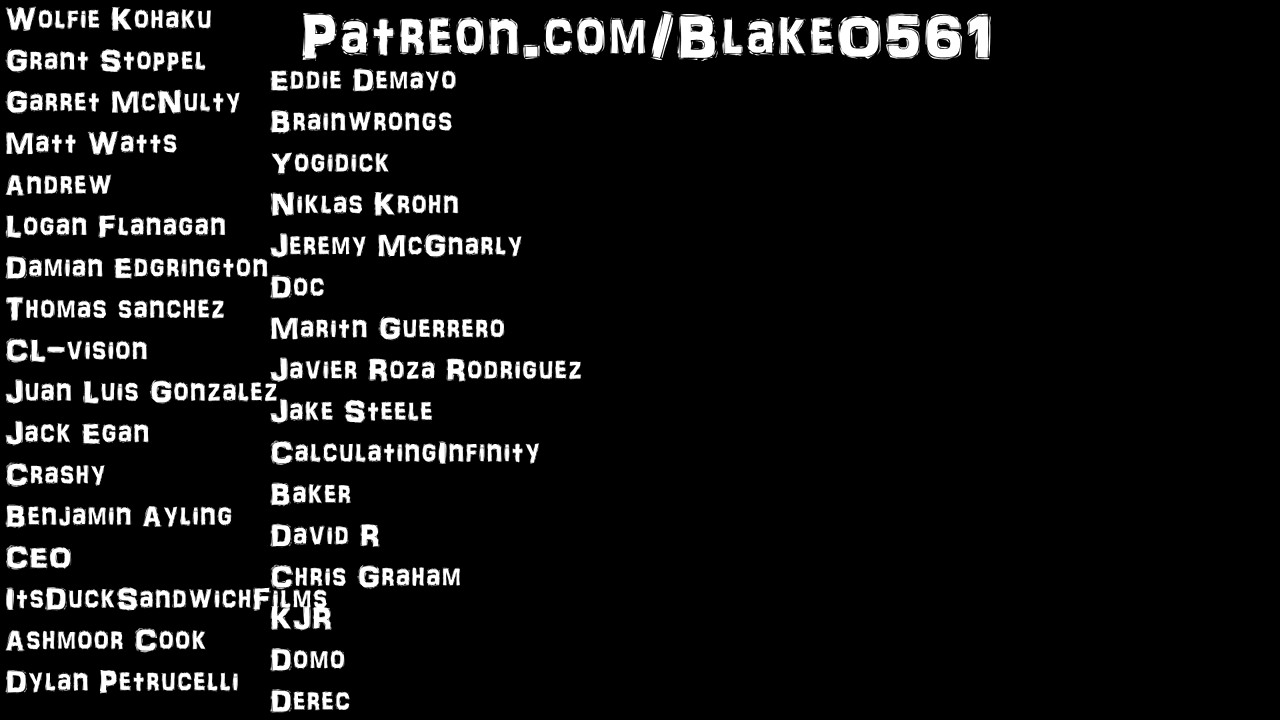 Patreon.com/Blake0561
Wolfie Kohaku
Grant Stoppel
Garret McNulty
Matt Watts
Andrew
Logan Flanagan
Damian Edgrington
Thomas sanchez
CL-vision
Juan Luis Gonzalez
Jack Egan
Crashy
Benjamin Ayling
CEO
ItsDuckSandwichFilms
Ashmoor Cook
Dylan Petrucelli
Eddie Demayo
Brainwrongs
Yogidick
Niklas Krohn
Jeremy McGnarly
Doc
Maritn Guerrero
Javier Roza Rodriguez
Jake Steele
CalculatingInfinity
Baker
David R
Chris Graham
KJR
Domo
Derec